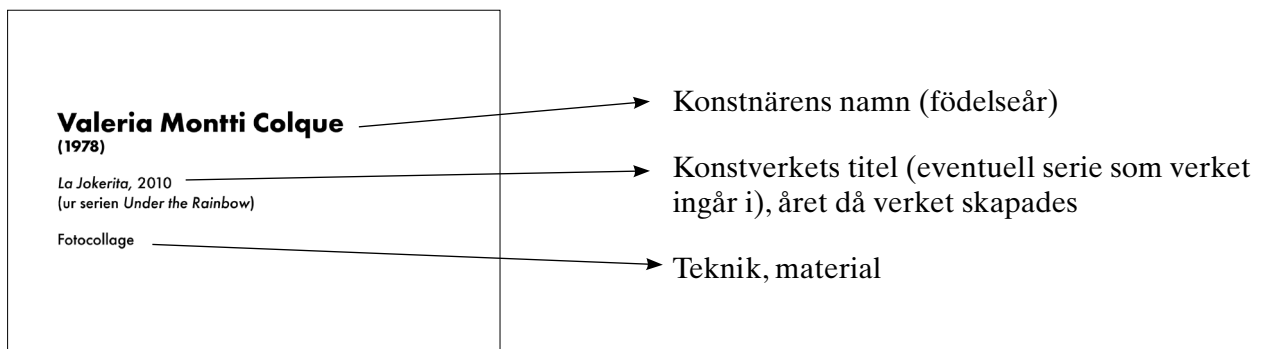 Valeria Montti Colque
(1978)
La Jokerita, 2010
(ur serien Under the Rainbow)
Fotocollage
Konstnärens namn (födelseår)
Konstverkets titel (eventuell serie som verket
ingår i), året då verket skapades
Teknik, material